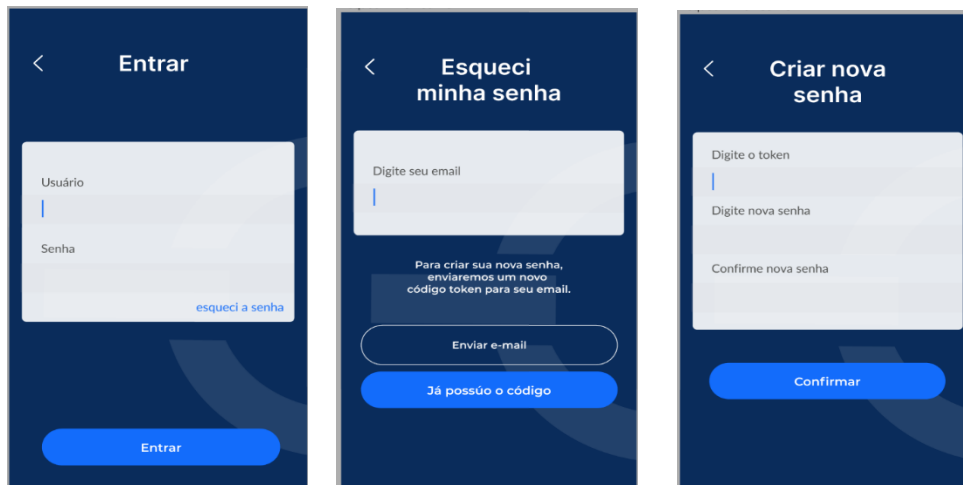 Entrar
Usuário
Senha
esqueci a senha
Entrar
Esqueci
minha senha
Digite seu email
Para criar sua nova senha,
enviaremos um novo
código token para seu email.
Enviar e-mail
Já possúo o código
Criar nova
senha
Digite o token
Digite nova senha
Confirme nova senha
Confirmar